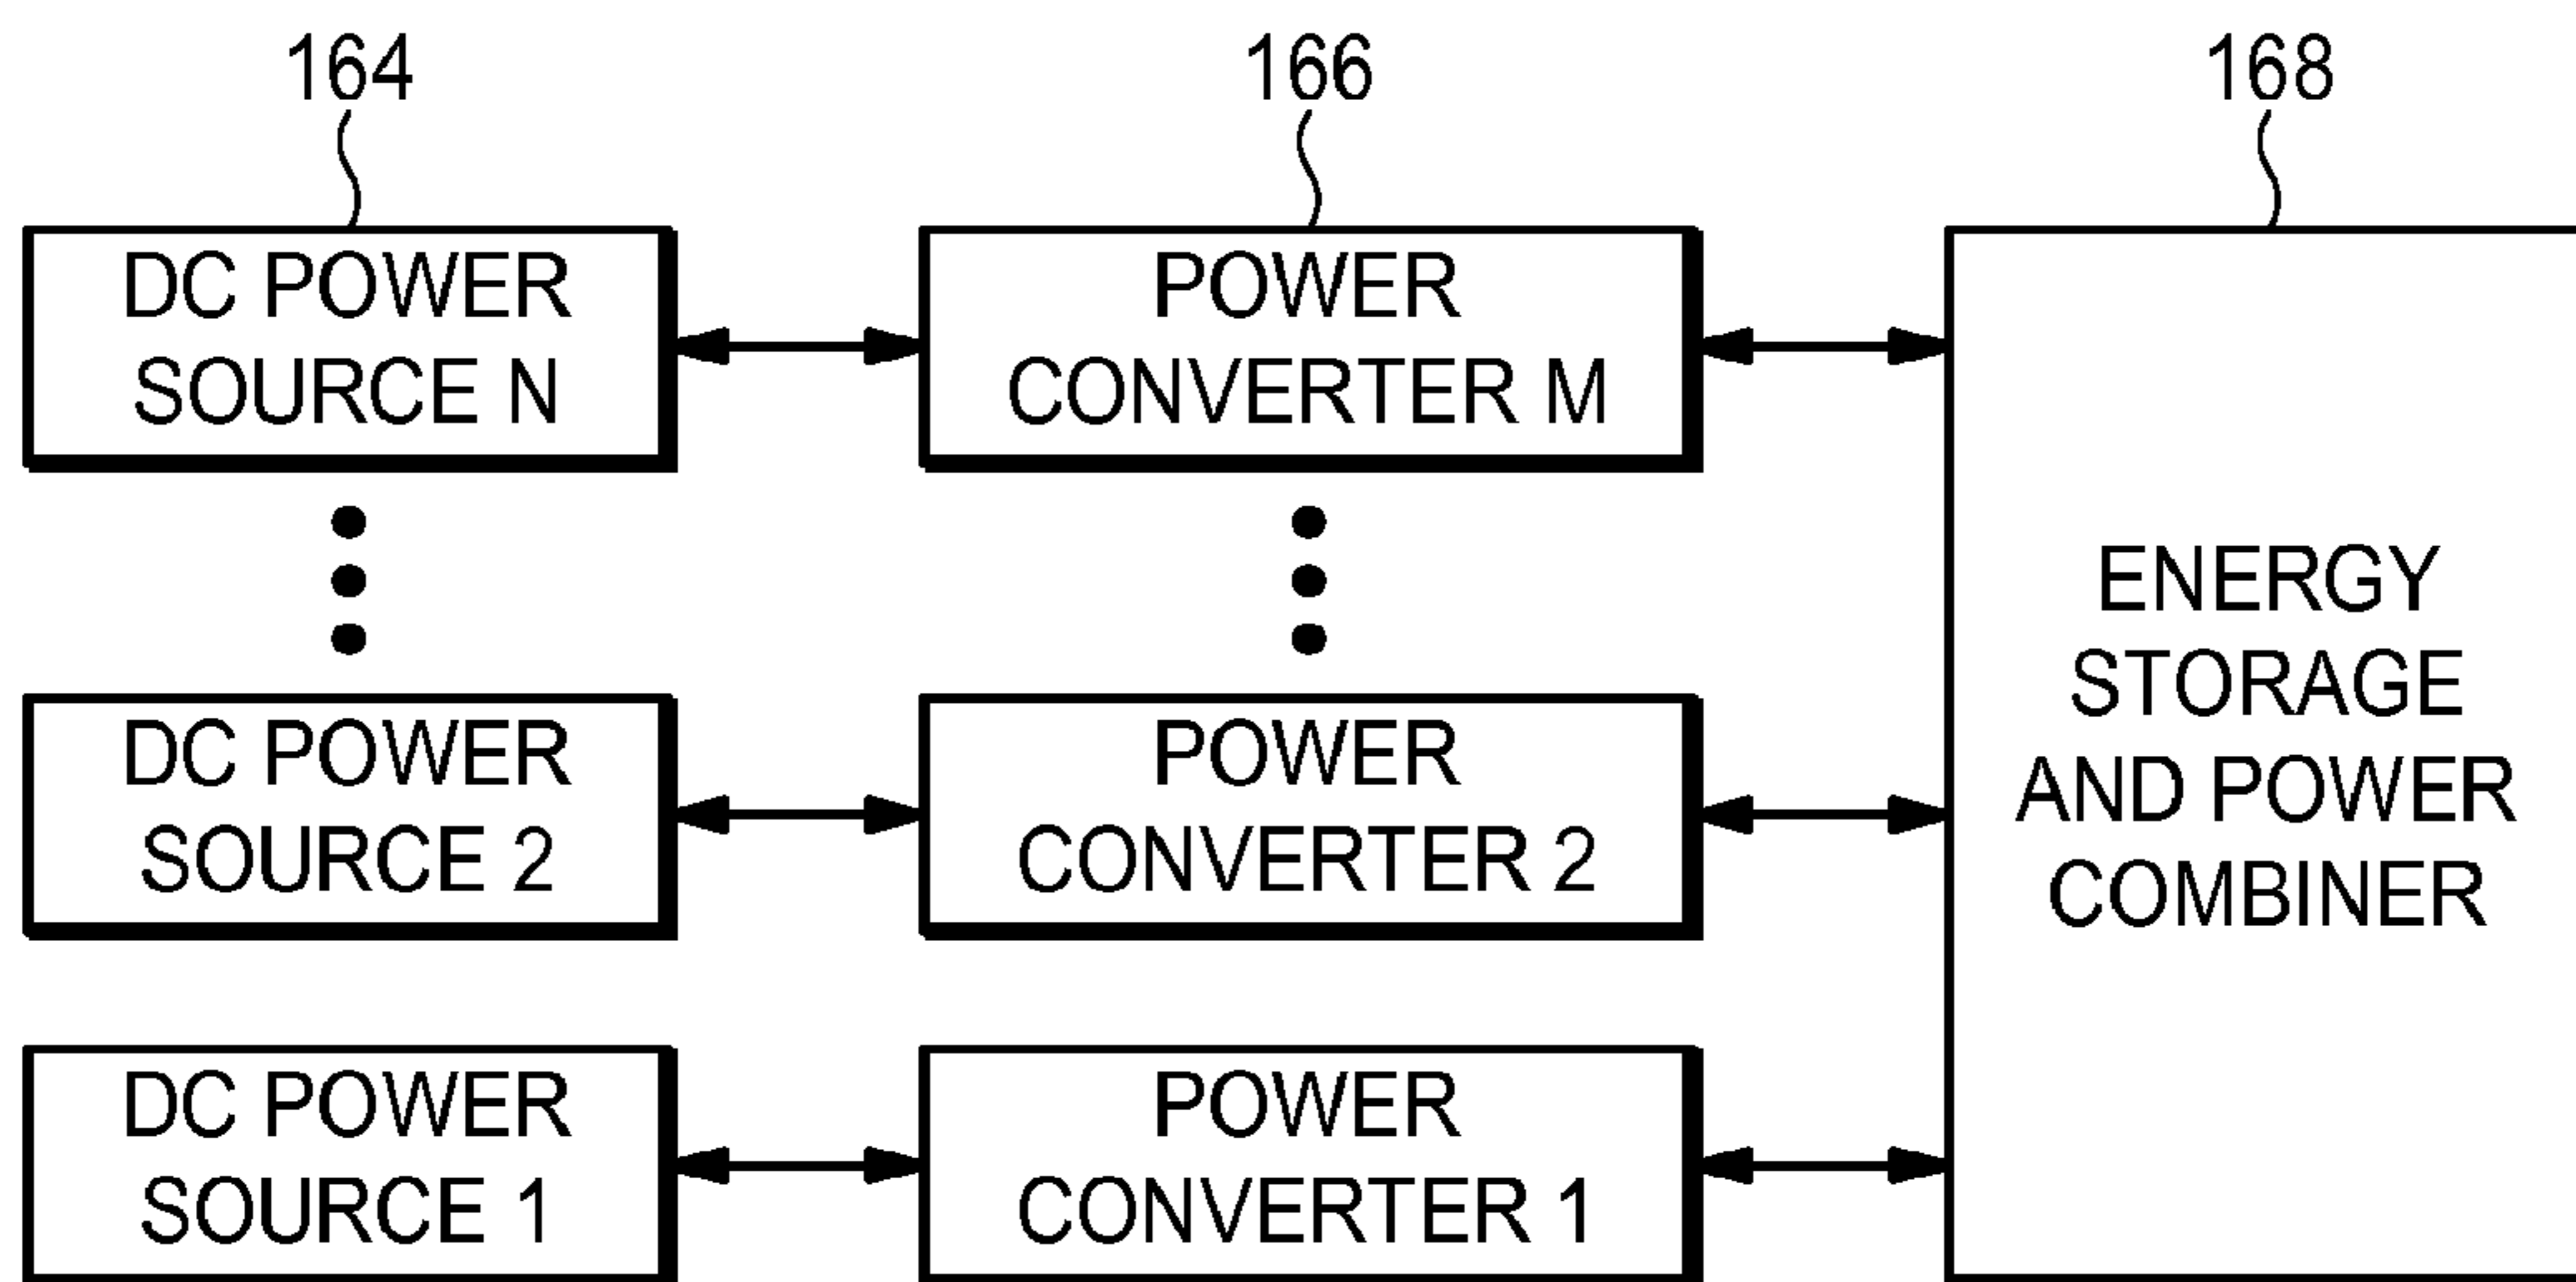 164
166
168
DC POWER
SOURCE N
POWER
CONVERTER M
DC POWER
SOURCE 2
POWER
CONVERTER 2
DC POWER
SOURCE 1
POWER
CONVERTER 1
ENERGY
STORAGE
AND POWER
COMBINER